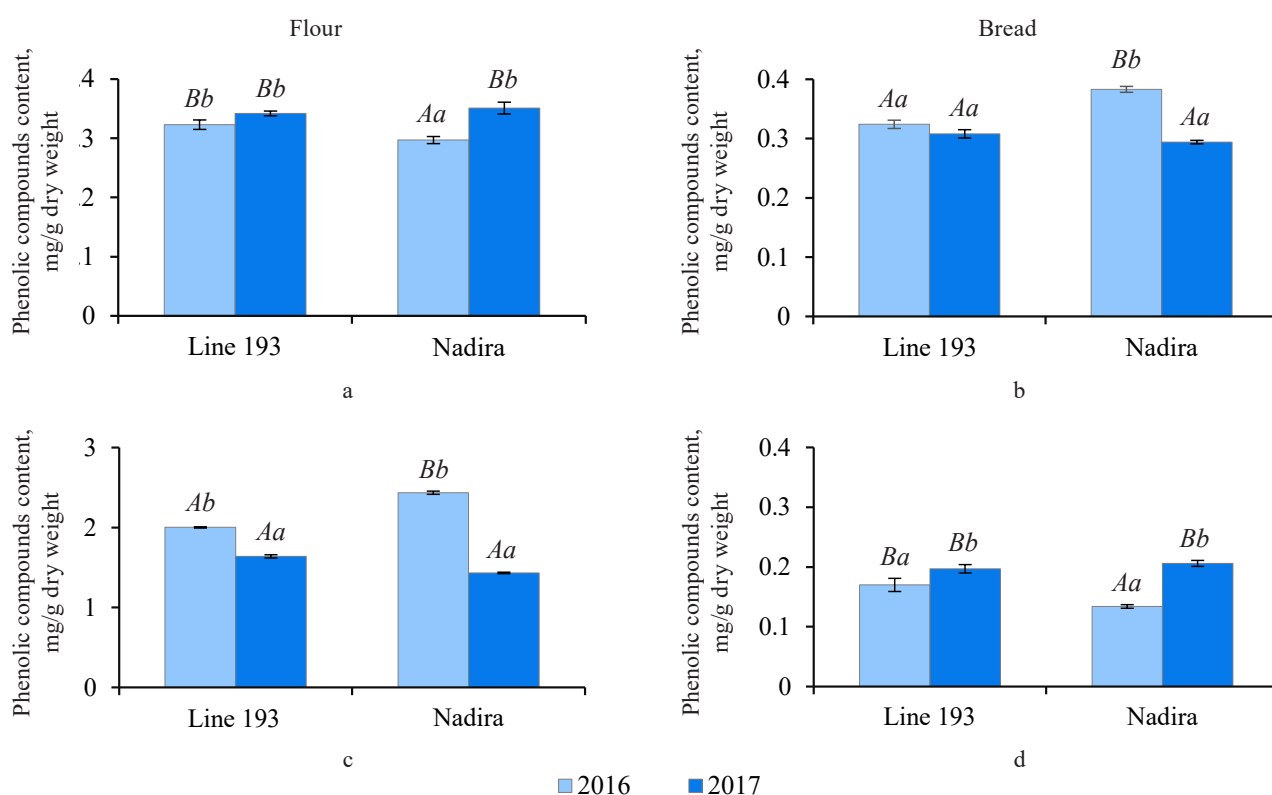 Flour
Phenolic compounds content,
mg/g dry weight
.4
.3
.2
.1
0
Bb
Bb
Aa
Bb
Line 193
Nadira
a
Bread
Phenolic compounds content,
mg/g dry weight
0.4
0.3
0.2
0.1
0
Aa
Aa
Bb
Aa
Line 193
Nadira
b
Phenolic compounds content,
mg/g dry weight
3
2
1
0
Ab
Aa
Bb
Aa
Line 193
Nadira
c
Phenolic compounds content,
mg/g dry weight
0.4
0.3
0.2
0.1
0
Ba
Bb
Aa
Bb
Line 193
Nadira
d
2016
2017